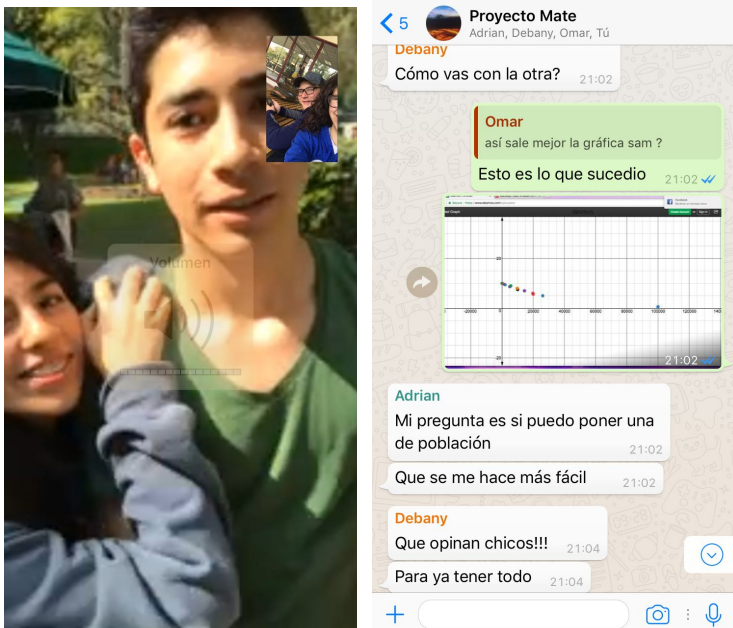 Volumen
5
Proyecto Mate
Adrian, Debany, Omar, Tú
Debany
Cómo vas con la otra?
21:02
Omar
así sale mejor la gráfica sam ?
Esto es lo que sucedio
21:02
20000
40000
60000
80000
100000
120000
21:02
Adrian
Mi pregunta es si puedo poner una
de población
21:02
Que se me hace más fácil
21:02
Debany
Que opinan chicos!!!
21:04
Para ya tener todo
21:04